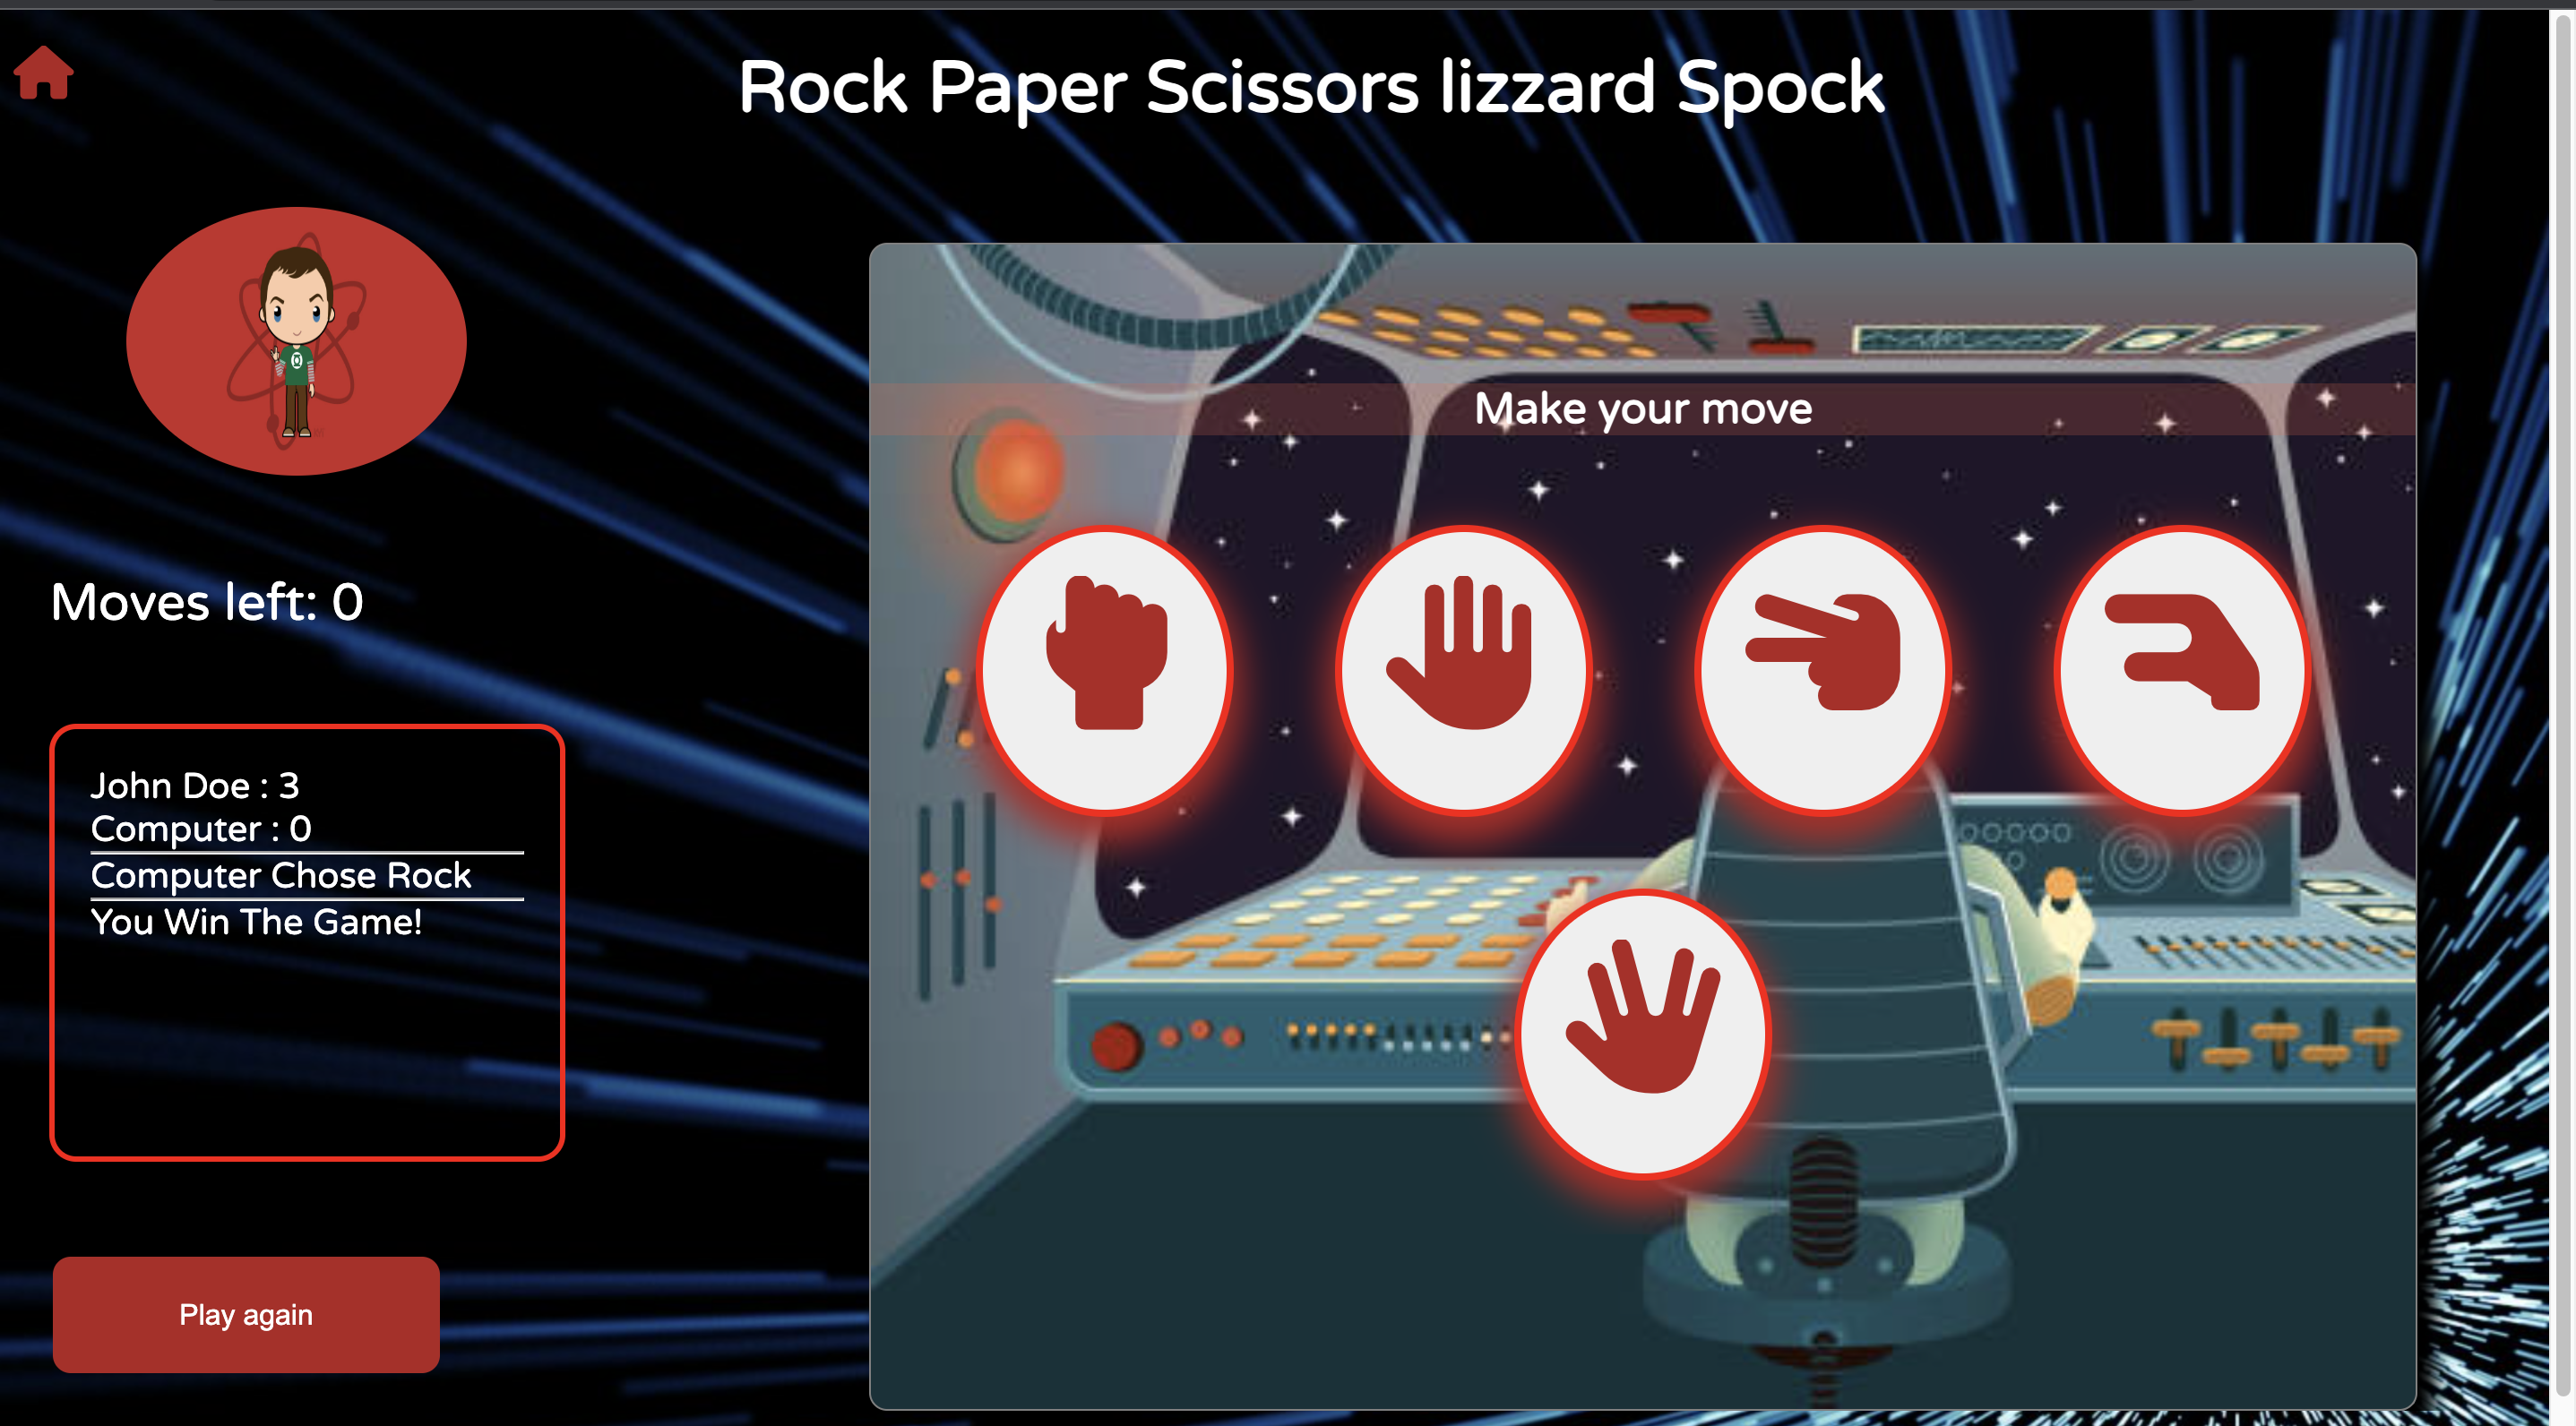 Rock Paper Scissors lizzard Spock
Make your move
Moves left: 0
John Doe : 3
Computer : 0
Computer Chose Rock
You Win The Game!
Play again